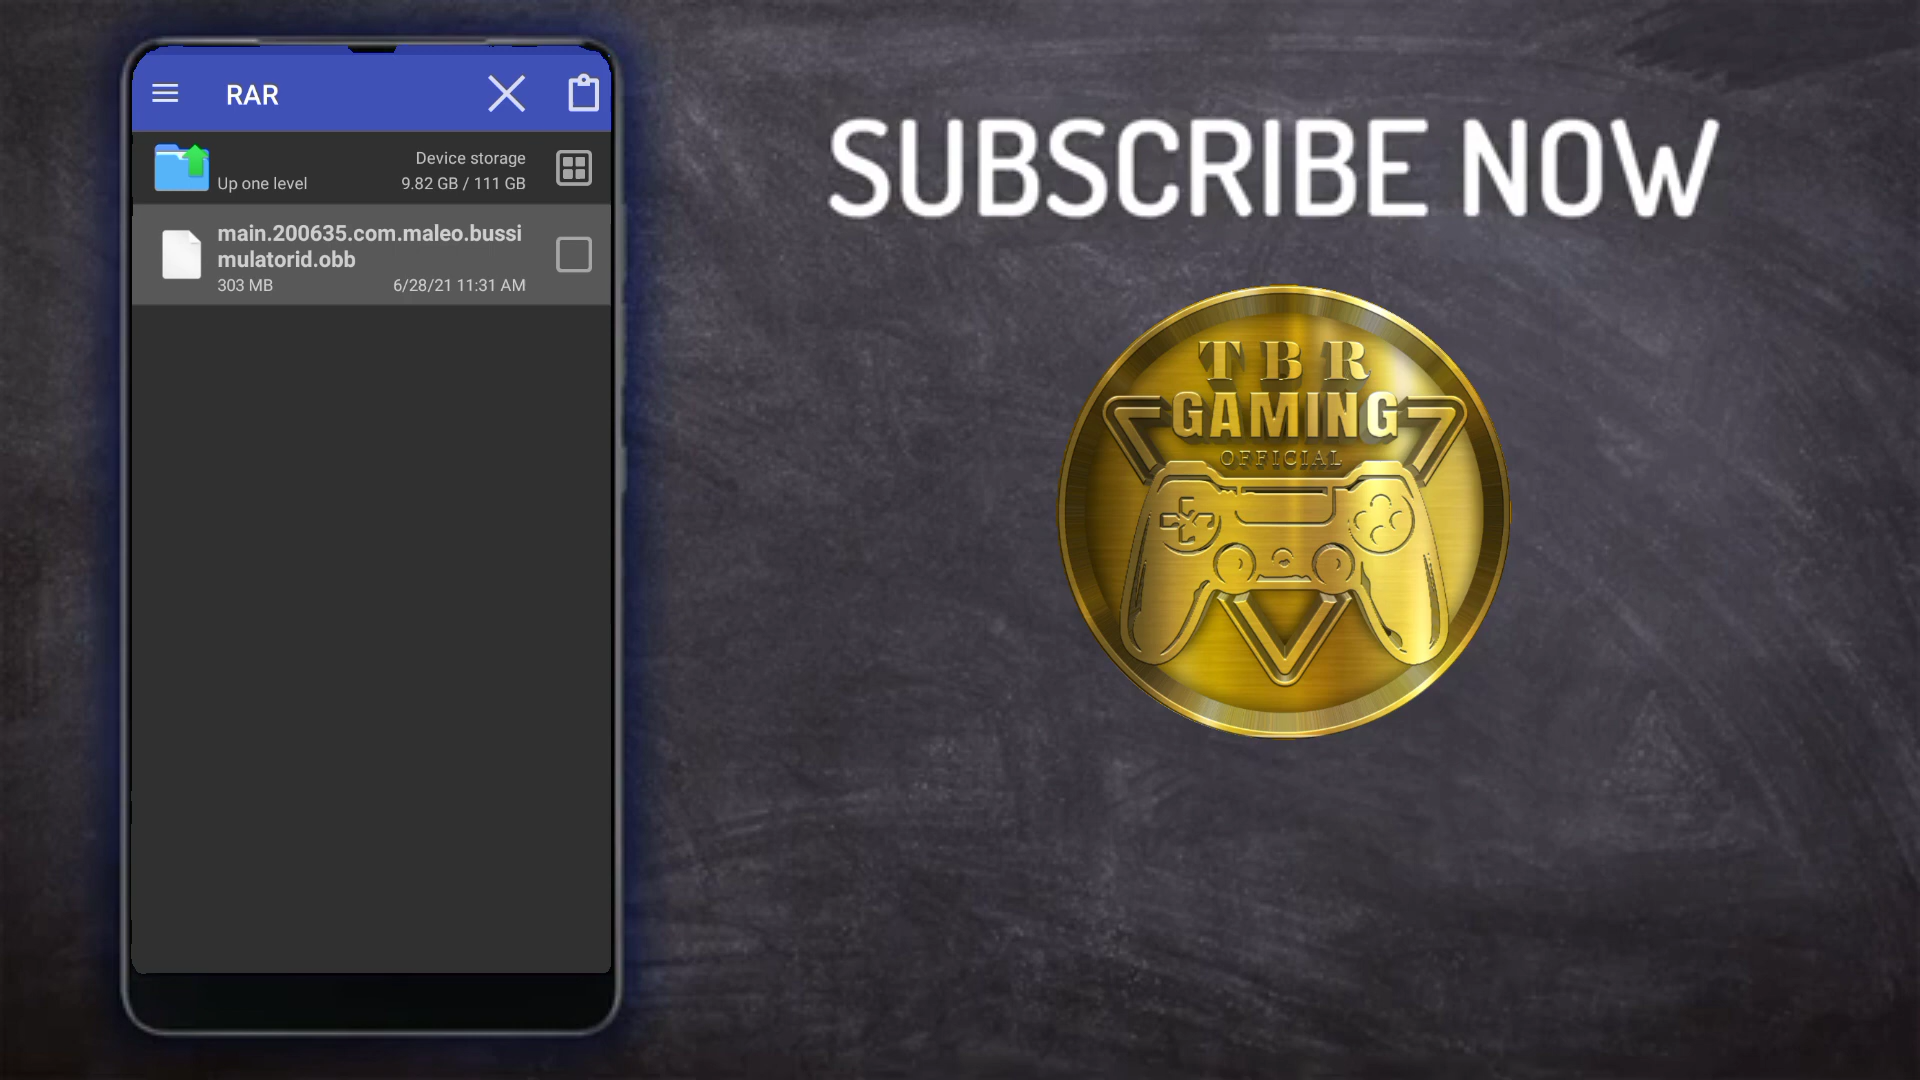 RAR
Up one level
Device storage
9.82 GB / 111 GB
main.200635.com.maleo.bussi
mulatorid.obb
303 MB
6/28/21 11:31 AM
SUBSCRIBE NOW
T B R
GAMING
OFFICIAL